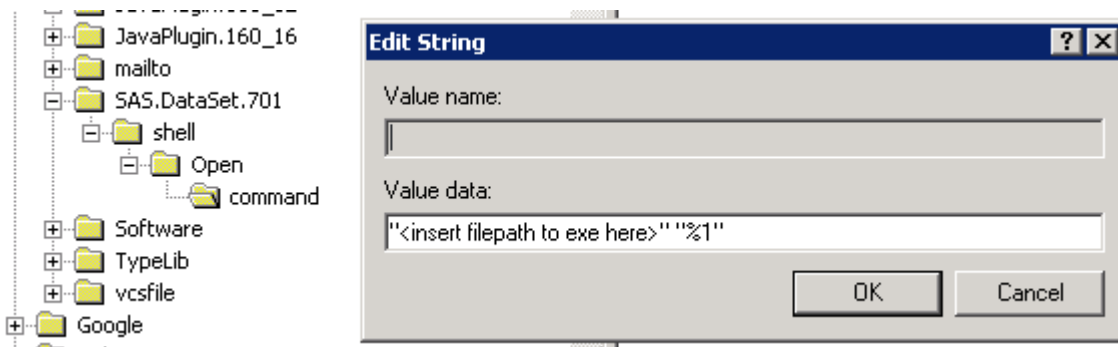 JavaPlugin.160_16
mailto
SAS.DataSet.701
shell
Open
command
Software
TypeLib
vcsfile
Google
Edit String
Value name:
Value data:
"<insert filepath to exe here>" "%1"
OK
Cancel